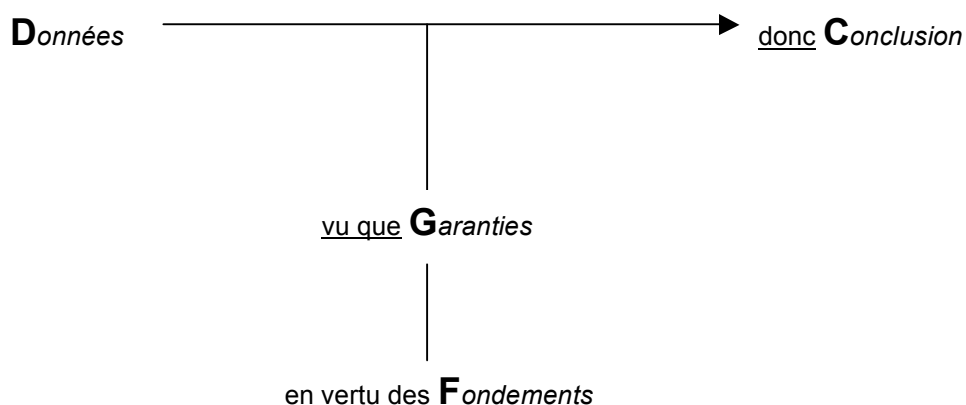 Données donc Conclusion
vu que Garanties
en vertu des Fondements